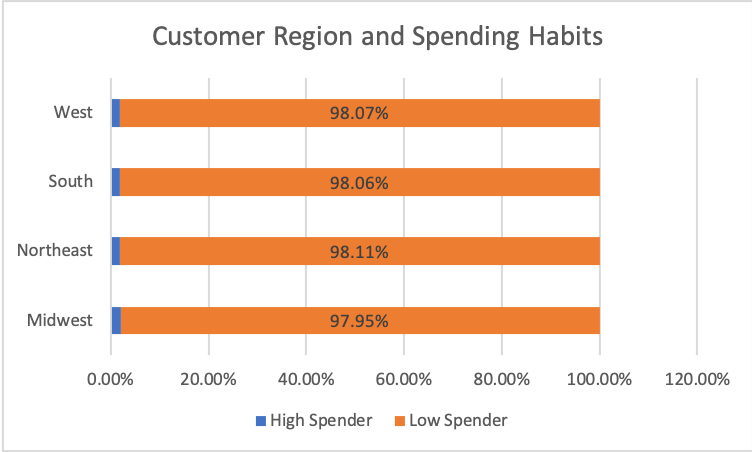 Customer Region and Spending Habits
West
98.07%
South
98.06%
Northeast
98.11%
Midwest
97.95%
0.00% 20.00% 40.00% 60.00% 80.00% 100.00% 120.00%
High Spender Low Spender